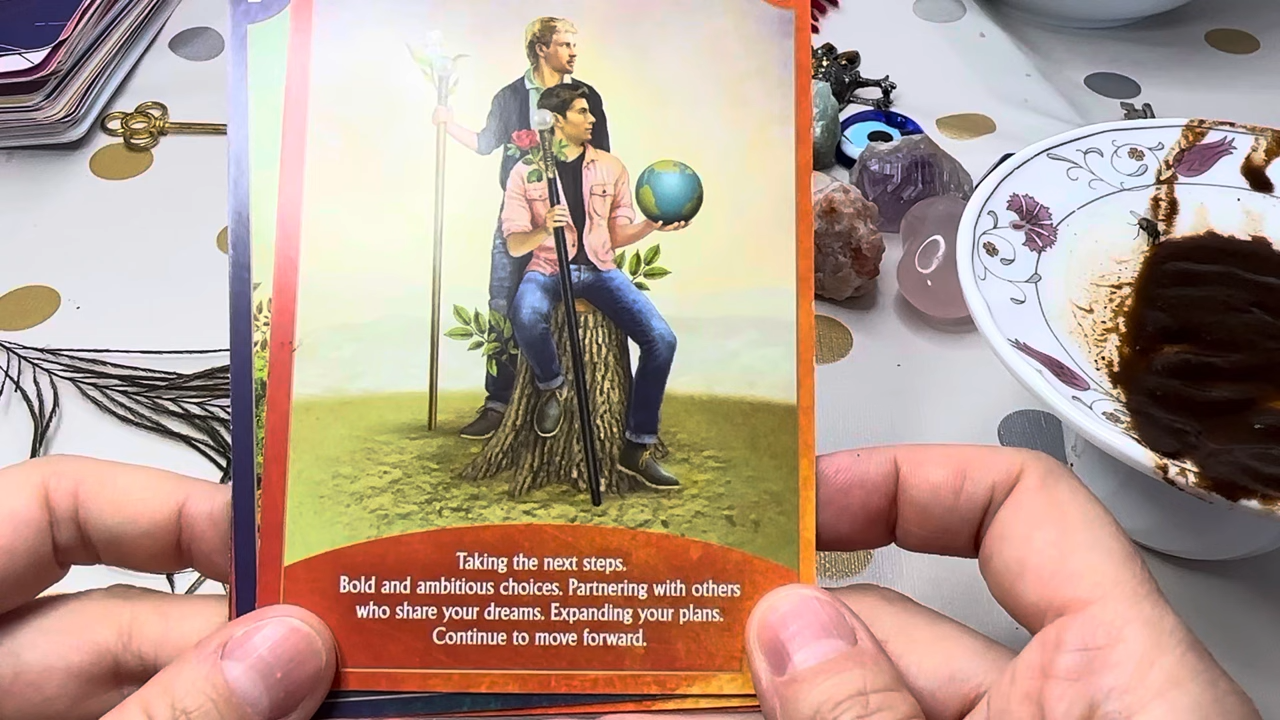 Taking the next steps.
Bold and ambitious choices. Partnering with others
who share your dreams. Expanding your plans.
Continue to move forward.